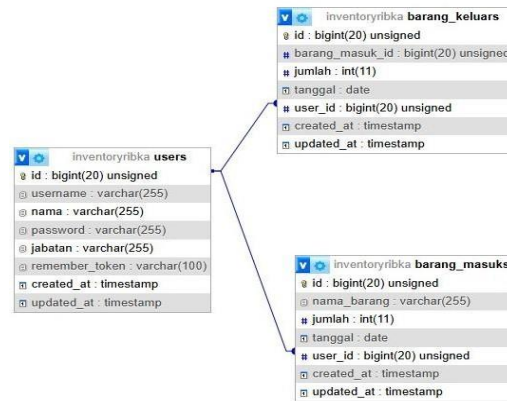 inventoryribka barang_keluars
id : bigint(20) unsigned
barang_masuk_id : bigint(20) unsigned
# jumlah : int(11)
tanggal : date
# user_id : bigint(20) unsigned
created_at : timestamp
updated_at : timestamp
inventoryribka users
id : bigint(20) unsigned
username : varchar(255)
nama : varchar(255)
password : varchar(255)
jabatan : varchar(255)
remember_token : varchar(100)
created_at : timestamp
updated_at : timestamp
inventoryribka barang_masuks
id : bigint(20) unsigned
nama_barang : varchar(255)
# jumlah : int(11)
tanggal : date
# user_id : bigint(20) unsigned
created_at : timestamp
updated_at : timestamp